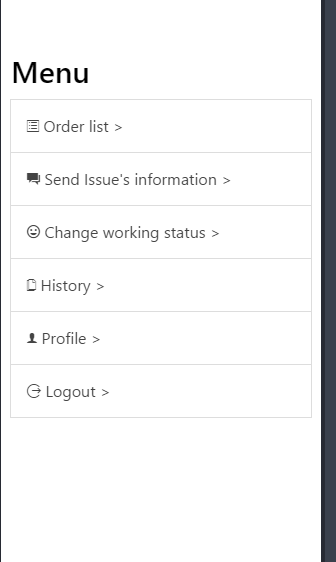 Menu
Order list >
Send Issue's information >
Change working status >
History >
Profile >
Logout >